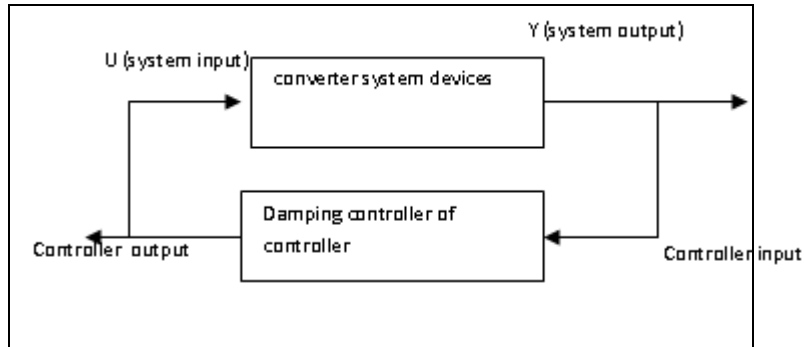 Y (system output)
U (system input)
converter system devices
Damping controller of
controller
Controller output
Controller input